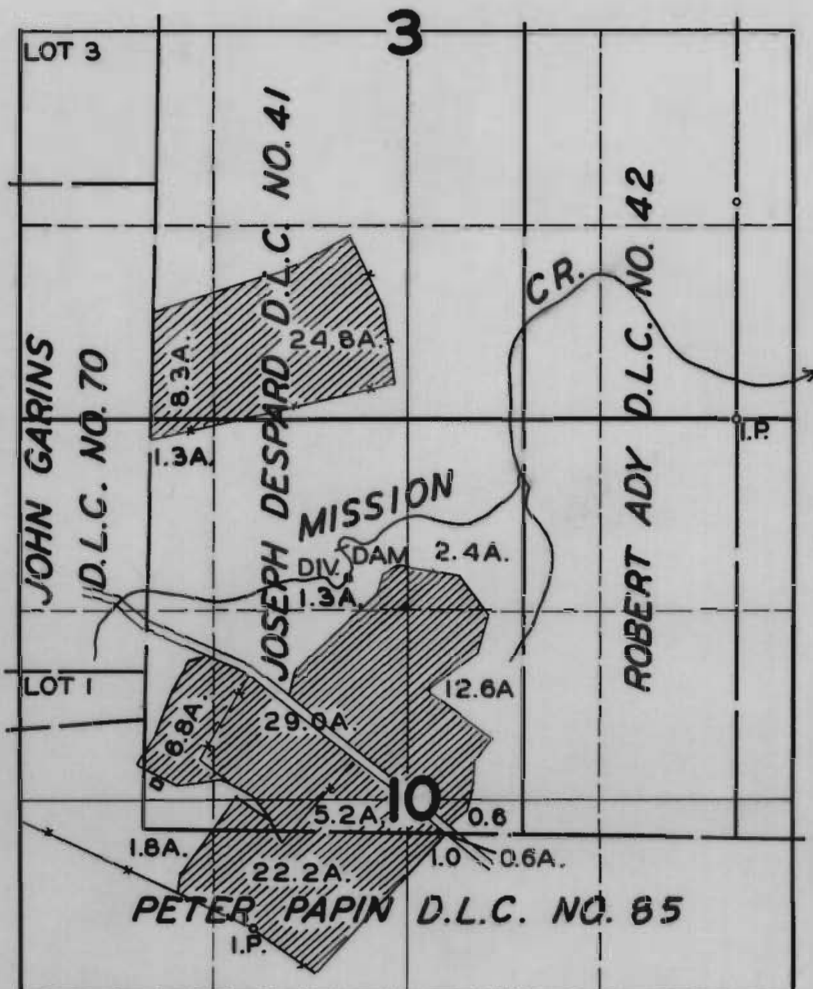 3
LOT 3
JOSEPH DESPARD D.L.C. NO. 41
ROBERT ADY D.L.C. NO. 42
CR.
24.8A.
8.3A.
JOHN GARINS
D.L.C. NO. 70
I.P.
1.3A.
MISSION
DIV. DAM
2.4A.
1.3A.
LOT 1
12.6A
8.8A.
29.0A.
10
5.2A.
0.6
1.8A.
1.0
0.6A.
22.2A.
PETER PAPIN D.L.C. NO. 85
I.P.